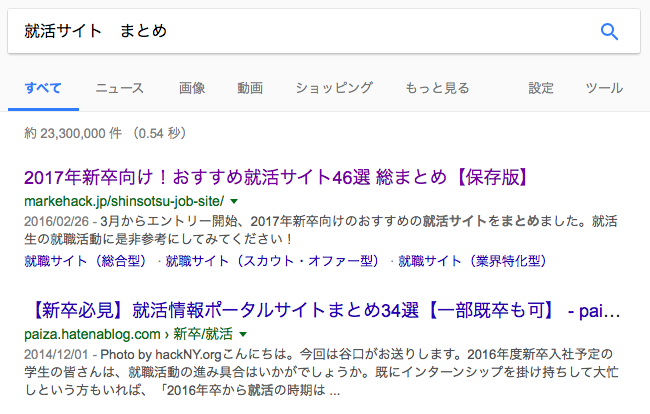 就活サイト　まとめ
すべて ニュース 画像 動画 ショッピング もっと見る 設定 ツール
約 23,300,000 件 （0.54 秒）
2017年新卒向け！おすすめ就活サイト46選 総まとめ【保存版】
markehack.jp/shinsotsu-job-site/
2016/02/26 - 3月からエントリー開始、2017年新卒向けのおすすめの就活サイトをまとめました。就活
生の就職活動に是非参考にしてみてください！
就職サイト（総合型） · 就職サイト（スカウト・オファー型） · 就職サイト（業界特化型）
【新卒必見】就活情報ポータルサイトまとめ34選【一部既卒も可】 - pai...
paiza.hatenablog.com › 新卒/就活
2014/12/01 - Photo by hackNY.orgこんにちは。今回は谷口がお送りします。2016年度新卒入社予定の
学生の皆さんは、就職活動の進み具合はいかがでしょうか。既にインターンシップを掛け持ちして大忙
しという方もいれば、「2016年卒から就活の時期は ...